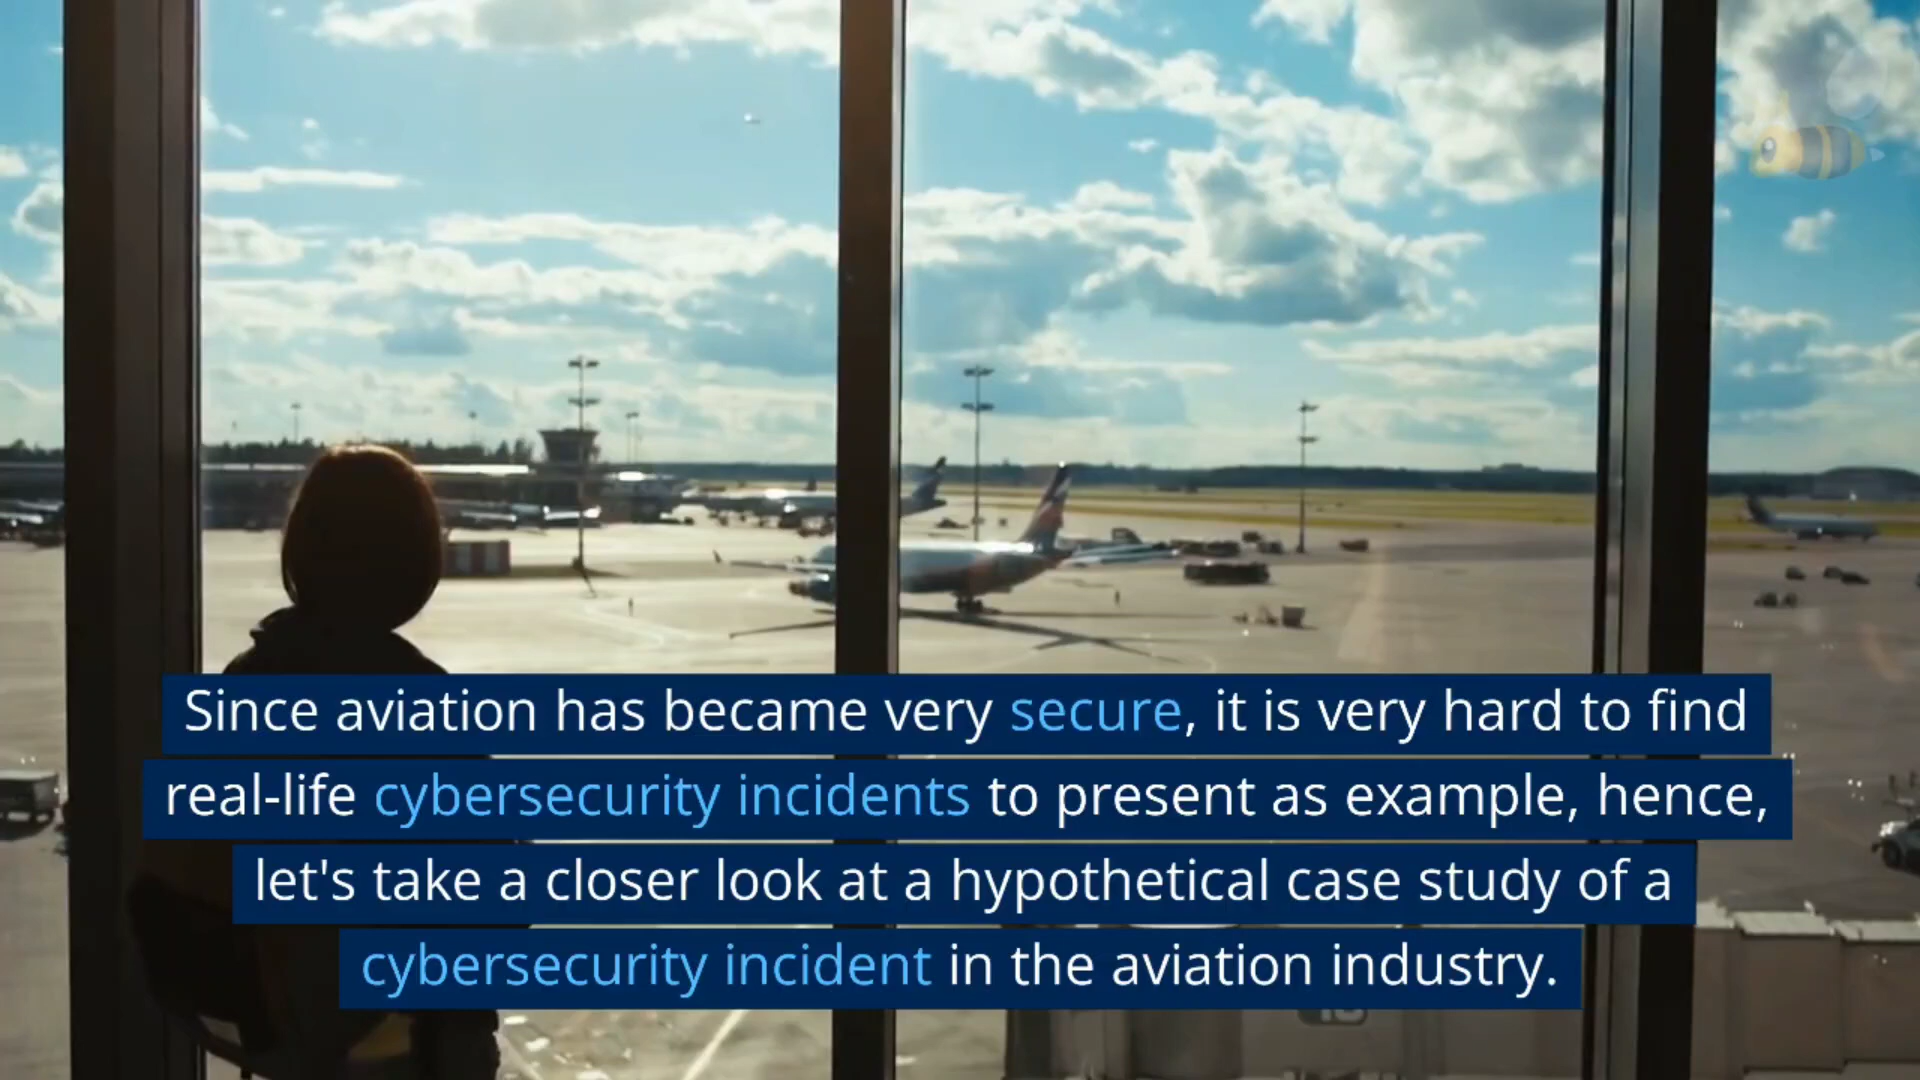 Since aviation has became very secure, it is very hard to find
real-life cybersecurity incidents to present as example, hence,
let's take a closer look at a hypothetical case study of a
cybersecurity incident in the aviation industry.